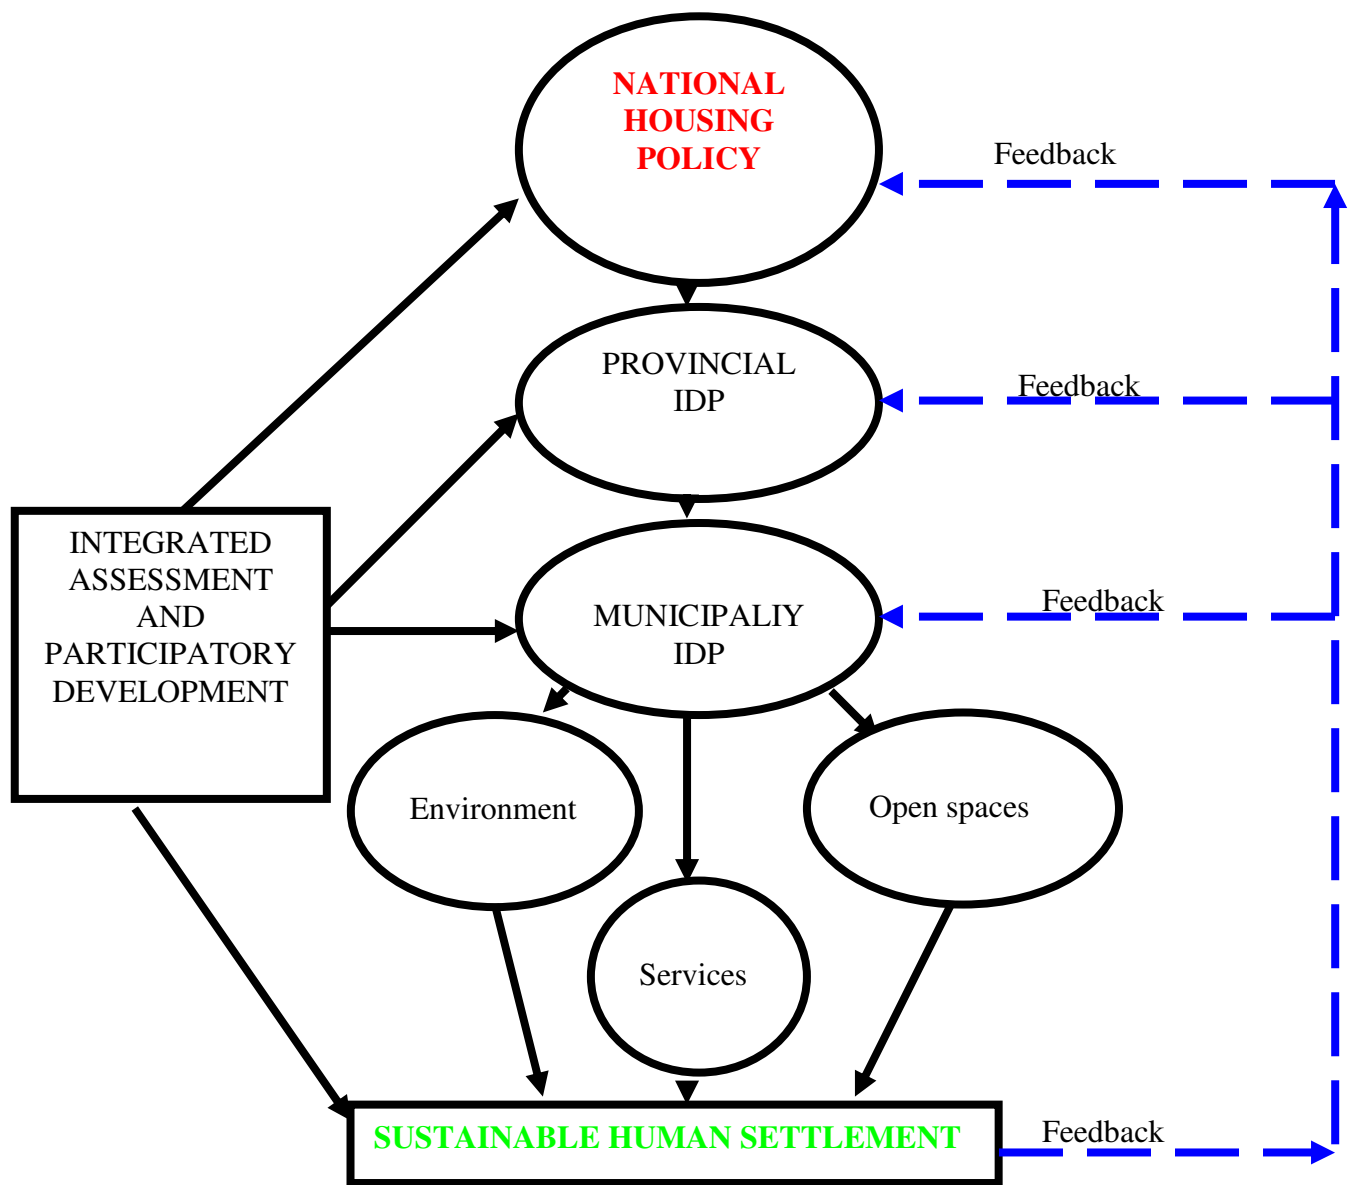 NATIONAL
HOUSING
POLICY
Feedback
PROVINCIAL
IDP
Feedback
INTEGRATED
ASSESSMENT
AND
PARTICIPATORY
DEVELOPMENT
MUNICIPALIY
IDP
Feedback
Environment
Open spaces
Services
SUSTAINABLE HUMAN SETTLEMENT
Feedback